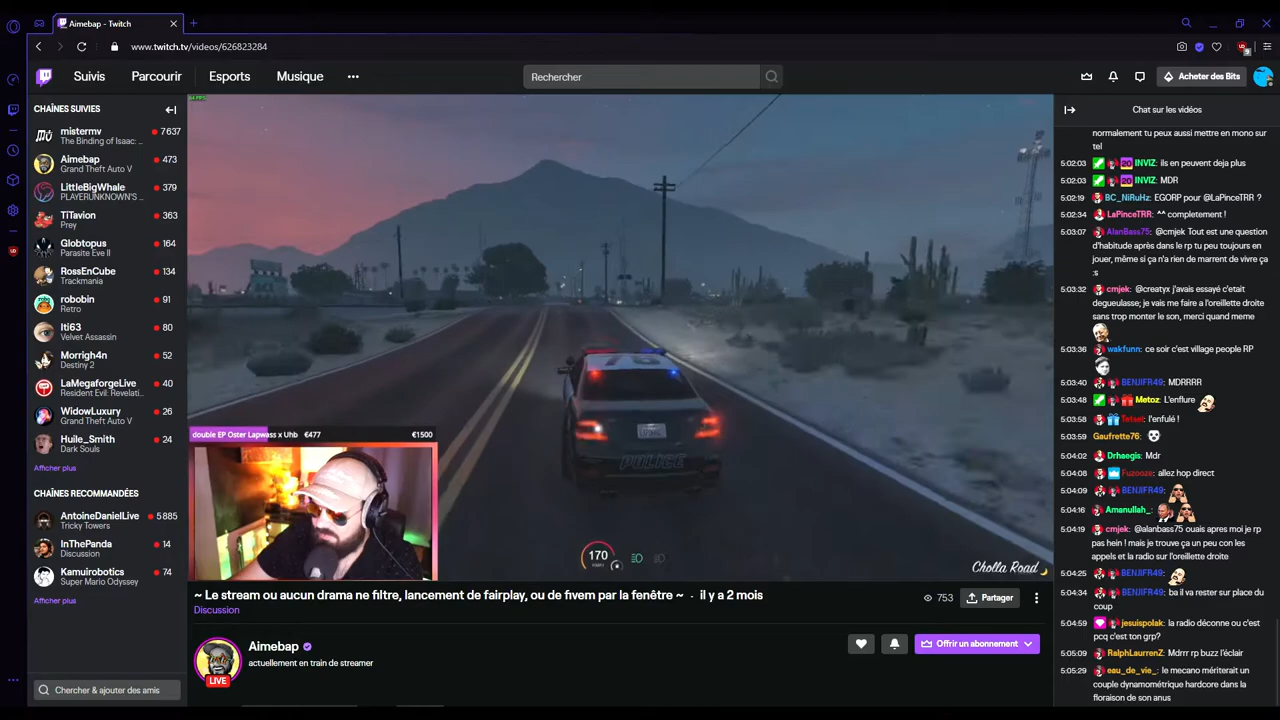 Aimebap - Twitch
www.twitch.tv/videos/626823284
Suivis Parcourir Esports Musique
Rechercher
Acheter des Bits
CHAÎNES SUIVIES
mistermv 7637
The Binding of Isaac: ...
Aimebap 473
Grand Theft Auto V
LittleBigWhale 379
PLAYERUNKNOWN'S ...
TiTavion 363
Prey
Globtopus 164
Parasite Eve II
RossEnCube 134
Trackmania
robobin 91
Retro
Iti63 80
Velvet Assassin
Morrigh4n 52
Destiny 2
LaMegaforgeLive 40
Resident Evil: Revelati...
WidowLuxury 26
Grand Theft Auto V
Huile_Smith 24
Dark Souls
Afficher plus
CHAÎNES RECOMMANDÉES
AntoineDanielLive 5 885
Tricky Towers
InThePanda 14
Discussion
Kamuirobotics 74
Super Mario Odyssey
Afficher plus
Chercher & ajouter des amis
double EP Oster Lapwass x Uhb €477 €1500
POLICE
170
Cholla Road
~ Le stream ou aucun drama ne filtre, lancement de fairplay, ou de fivem par la fenêtre ~ · il y a 2 mois
Discussion
753
Partager
Aimebap
actuellement en train de streamer
LIVE
Offrir un abonnement
Chat sur les vidéos
normalement tu peux aussi mettre en mono sur
tel
5:02:03 20 INVIZ: ils en peuvent deja plus
5:02:03 20 INVIZ: MDR
5:02:19 BC_NiRuHz: EGORP pour @LaPinceTRR ?
5:02:34 LaPinceTRR: ^^ completement !
5:03:07 AlanBass75: @cmjek Tout est une question
d'habitude après dans le rp tu peu toujours en
jouer, même si ça n'a rien de marrent de vivre ça
:s
5:03:32 cmjek: @creatyx j'avais essayé c'etait
degueulasse; je vais me faire a l'oreillette droite
sans trop monter le son, merci quand meme
5:03:36 wakfunn: ce soir c'est village people RP
5:03:40 BENJIFR49: MDRRRR
5:03:48 Metoz: L'enflure
5:03:58 Tetsei: l'enfulé !
5:03:59 Gaufrette76:
5:04:02 Drhaegis: Mdr
5:04:08 Fuzooze: allez hop direct
5:04:09 BENJIFR49:
5:04:16 Amanullah_:
5:04:19 cmjek: @alanbass75 ouais apres moi je rp
pas hein ! mais je trouve ça un peu con avec les
appels et la radio sur l'oreillette droite
5:04:25 BENJIFR49:
5:04:34 BENJIFR49: ba il va rester sur place du
coup
5:04:59 jesuispolak: la radio déconne ou c'est
pcq c'est ton grp?
5:05:09 RalphLaurrenZ: Mdrrr rp buzz l'éclair
5:05:29 eau_de_vie_: le mecano mériterait un
couple dynamométrique hardcore dans la
floraison de son anus